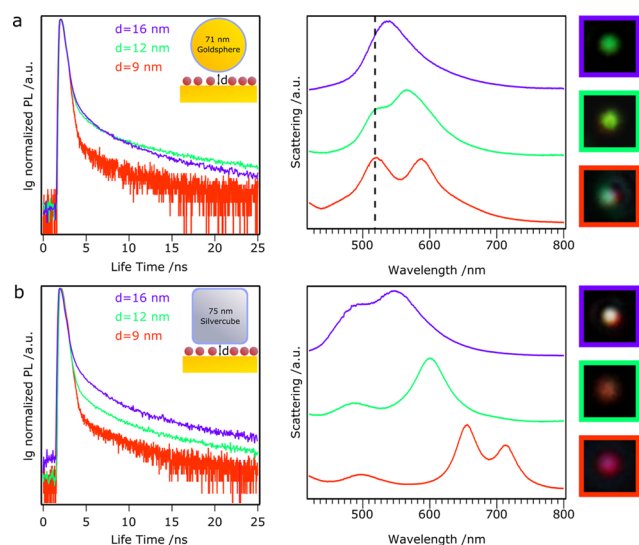 a
d=16 nm
d=12 nm
d=9 nm
71 nm
Goldsphere
d
lg normalized PL /a.u.
0 5 10 15 20 25
Life Time /ns
Scattering /a.u.
500 600 700 800
Wavelength /nm
b
d=16 nm
d=12 nm
d=9 nm
75 nm
Silvercube
d
lg normalized PL /a.u.
0 5 10 15 20 25
Life Time /ns
Scattering /a.u.
500 600 700 800
Wavelength /nm